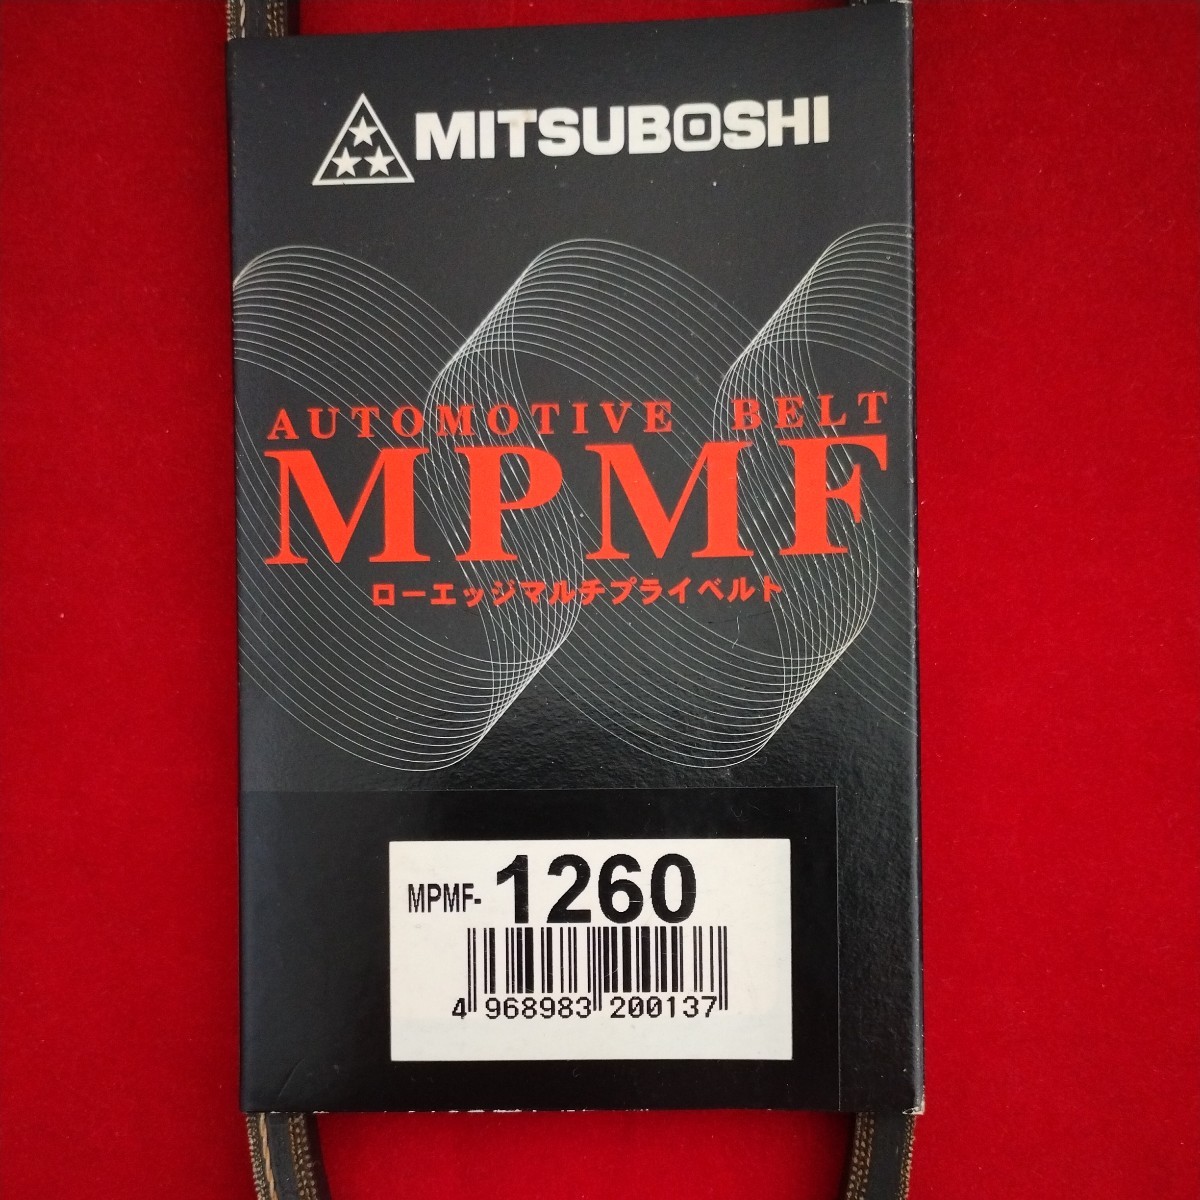 MITSUBOSHI
AUTOMOTIVE BELT
MPMF
ローエッジマルチプライベルト
MPMF- 1260
4 968983 200137